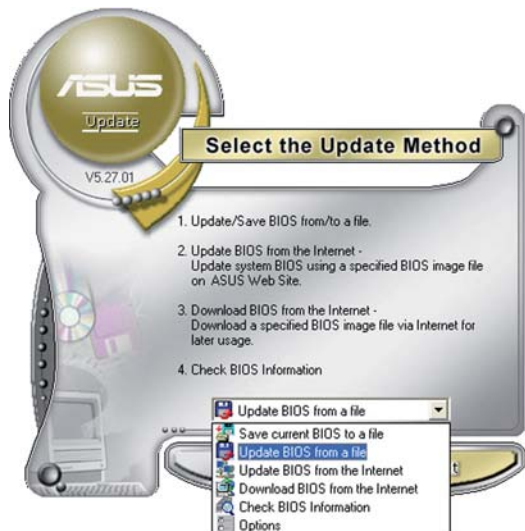 ASUS
Update
V5.27.01
Select the Update Method
1. Update/Save BIOS from/to a file.
2. Update BIOS from the Internet -
Update system BIOS using a specified BIOS image file
on ASUS Web Site.
3. Download BIOS from the Internet -
Download a specified BIOS image file via Internet for
later usage.
4. Check BIOS Information
Update BIOS from a file
Save current BIOS to a file
Update BIOS from a file
Update BIOS from the Internet
Download BIOS from the Internet
Check BIOS Information
Options